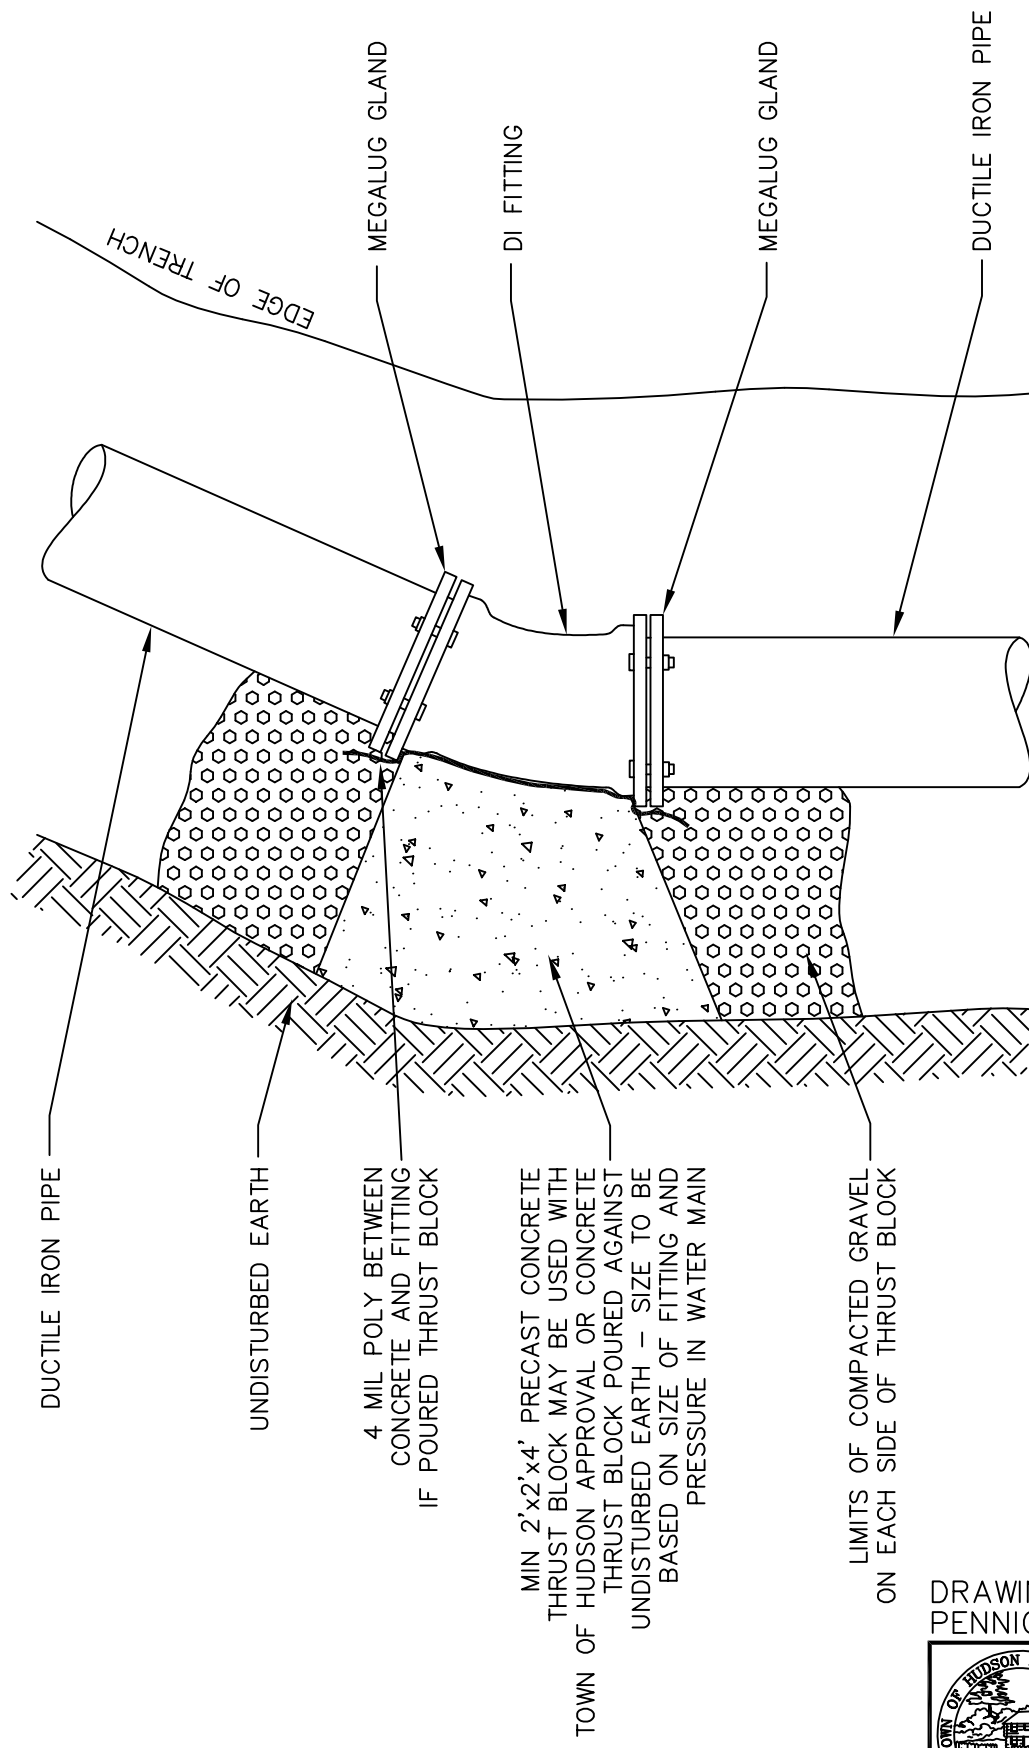 EDGE OF TRENCH
MEGALUG GLAND
DI FITTING
MEGALUG GLAND
DUCTILE IRON PIPE
DUCTILE IRON PIPE
UNDISTURBED EARTH
4 MIL POLY BETWEEN
CONCRETE AND FITTING
IF POURED THRUST BLOCK
MIN 2'x2'x4' PRECAST CONCRETE
THRUST BLOCK MAY BE USED WITH
TOWN OF HUDSON APPROVAL OR CONCRETE
THRUST BLOCK POURED AGAINST
UNDISTURBED EARTH – SIZE TO BE
BASED ON SIZE OF FITTING AND
PRESSURE IN WATER MAIN
LIMITS OF COMPACTED GRAVEL
ON EACH SIDE OF THRUST BLOCK
OF HUDSON